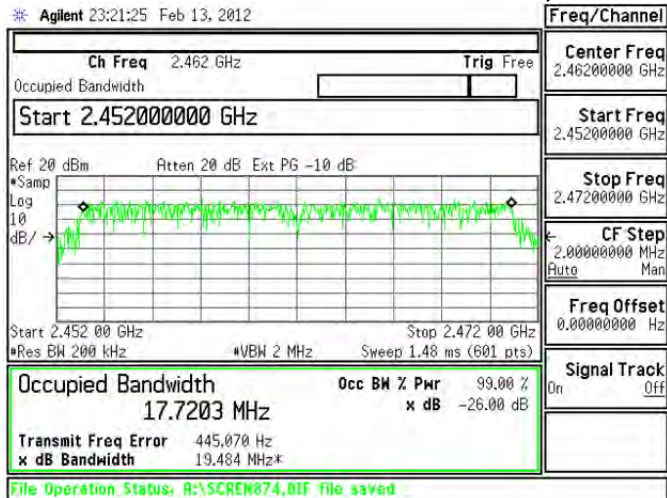 Agilent 23:21:25 Feb 13, 2012
Freq/Channel
Ch Freq 2.462 GHz Trig Free
Occupied Bandwidth
Start 2.452000000 GHz
Center Freq
2.46200000 GHz
Start Freq
2.45200000 GHz
Stop Freq
2.47200000 GHz
CF Step
2.00000000 MHz
Auto Man
Freq Offset
0.00000000 Hz
Signal Track
On Off
Ref 20 dBm Atten 20 dB Ext PG -10 dB
#Samp
Log
10
dB/
Start 2.452 00 GHz Stop 2.472 00 GHz
#Res BW 200 kHz #VBW 2 MHz Sweep 1.48 ms (601 pts)
Occupied Bandwidth Occ BW % Pwr 99.00 %
17.7203 MHz x dB -26.00 dB
Transmit Freq Error 445.070 Hz
x dB Bandwidth 19.484 MHz*
File Operation Status, A:\SCREN074.DIF file saved